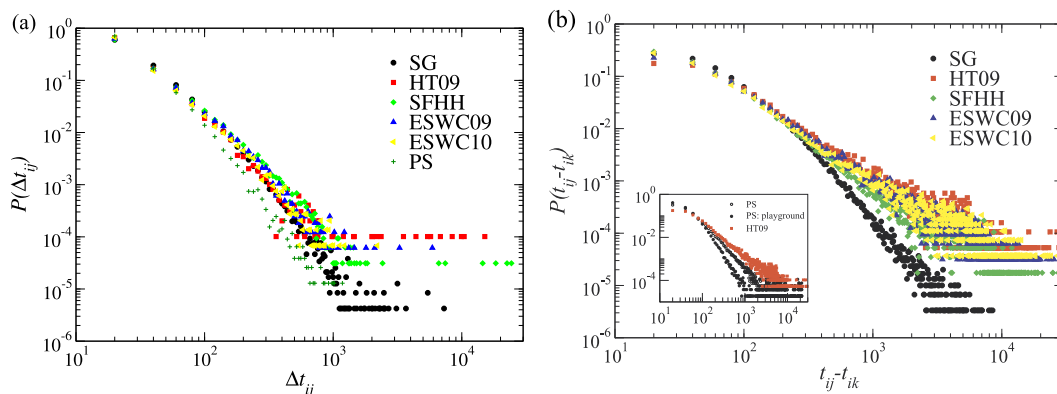 (a)
10^0
10^-1
10^-2
10^-3
10^-4
10^-5
10^-6
P(Δt_ij)
SG
HT09
SFHH
ESWC09
ESWC10
PS
10^1
10^2
10^3
10^4
Δt_ij
(b)
10^0
10^-1
10^-2
10^-3
10^-4
10^-5
10^-6
P(t_ij-t_ik)
SG
HT09
SFHH
ESWC09
ESWC10
10^0
10^-2
10^-4
PS
PS: playground
HT09
10^1
10^2
10^3
10^4
10^1
10^2
10^3
10^4
t_ij-t_ik